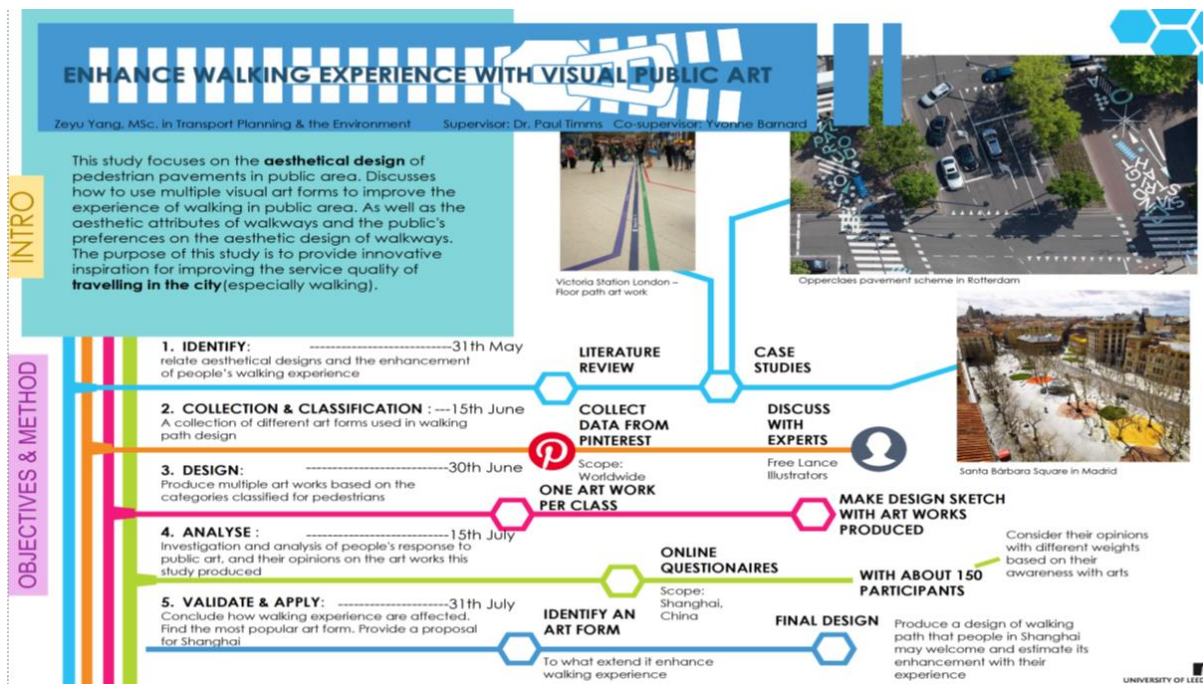 ENHANCE WALKING EXPERIENCE WITH VISUAL PUBLIC ART
Zeyu Yang, MSc. in Transport Planning & the Environment
Supervisor: Dr. Paul Timms Co-supervisor: Yvonne Barnard
INTRO
This study focuses on the aesthetical design of
pedestrian pavements in public area. Discusses
how to use multiple visual art forms to improve the
experience of walking in public area. As well as the
aesthetic attributes of walkways and the public's
preferences on the aesthetic design of walkways.
The purpose of this study is to provide innovative
inspiration for improving the service quality of
travelling in the city(especially walking).
Victoria Station London –
Floor path art work
Opperclaes pavement scheme in Rotterdam
Santa Bárbara Square in Madrid
OBJECTIVES & METHOD
1. IDENTIFY: --------------------------31th May
relate aesthetical designs and the enhancement
of people's walking experience
LITERATURE
REVIEW
CASE
STUDIES
2. COLLECTION & CLASSIFICATION : ---15th June
A collection of different art forms used in walking
path design
COLLECT
DATA FROM
PINTEREST
Scope:
Worldwide
DISCUSS
WITH
EXPERTS
Free Lance
Illustrators
3. DESIGN: --------------------------30th June
Produce multiple art works based on the
categories classified for pedestrians
ONE ART WORK
PER CLASS
MAKE DESIGN SKETCH
WITH ART WORKS
PRODUCED
4. ANALYSE : --------------------------15th July
Investigation and analysis of people's response to
public art, and their opinions on the art works this
study produced
ONLINE
QUESTIONAIRES
Scope:
Shanghai,
China
WITH ABOUT 150
PARTICIPANTS
Consider their opinions
with different weights
based on their
awareness with arts
5. VALIDATE & APPLY: ---------------------31th July
Conclude how walking experience are affected.
Find the most popular art form. Provide a proposal
for Shanghai
IDENTIFY AN
ART FORM
To what extend it enhance
walking experience
FINAL DESIGN
Produce a design of walking
path that people in Shanghai
may welcome and estimate its
enhancement with their
experience
UNIVERSITY OF LEE